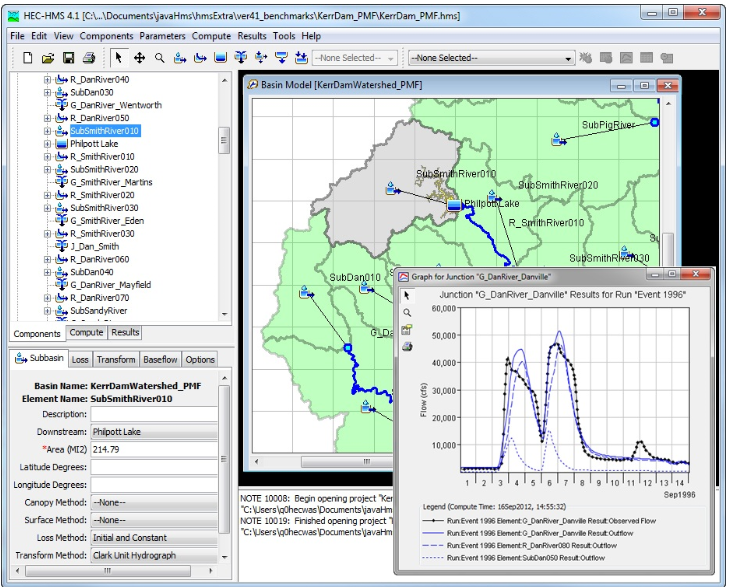 HEC-HMS 4.1 [C:\...\Documents\javaHms\hmsExtra\ver41_benchmarks\KerrDam_PMF\KerrDam_PMF.hms]
File Edit View Components Parameters Compute Results Tools Help
--None Selected-- --None Selected--
R_DanRiver040
SubDan030
G_DanRiver_Wentworth
R_DanRiver050
SubSmithRiver010
Philpott Lake
R_SmithRiver010
SubSmithRiver020
G_SmithRiver_Martins
R_SmithRiver020
SubSmithRiver030
G_SmithRiver_Eden
R_SmithRiver030
J_Dan_Smith
R_DanRiver060
SubDan040
G_DanRiver_Mayfield
R_DanRiver070
SubSandyRiver
Components Compute Results
Subbasin Loss Transform Baseflow Options
Basin Name: KerrDamWatershed_PMF
Element Name: SubSmithRiver010
Description:
Downstream: Philpott Lake
*Area (MI2) 214.79
Latitude Degrees:
Longitude Degrees:
Canopy Method: --None--
Surface Method: --None--
Loss Method: Initial and Constant
Transform Method: Clark Unit Hydrograph
Basin Model [KerrDamWatershed_PMF]
SubPigRiver
SubSmithRiver010
SubSmithRiver020
Philpott Lake
R_SmithRiver010
SubSmithRiver030
SubDan010
G_Da
NOTE 10008: Begin opening project "Ker
"C:\Users\q0hecwas\Documents\javaHm
NOTE 10019: Finished opening project "
"C:\Users\q0hecwas\Documents\javaHm
Graph for Junction "G_DanRiver_Danville"
Junction "G_DanRiver_Danville" Results for Run "Event 1996"
60,000
50,000
40,000
30,000
20,000
10,000
Flow (cfs)
1 2 3 4 5 6 7 8 9 10 11 12 13 14
Sep1996
Legend (Compute Time: 16Sep2012, 14:55:32)
Run:Event 1996 Element:G_DanRiver_Danville Result:Observed Flow
Run:Event 1996 Element:G_DanRiver_Danville Result:Outflow
Run:Event 1996 Element:R_DanRiver080 Result:Outflow
Run:Event 1996 Element:SubDan050 Result:Outflow